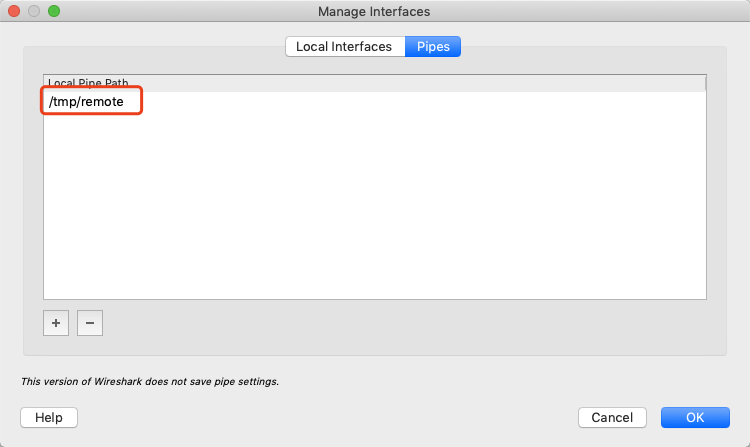 Manage Interfaces
Local Interfaces Pipes
Local Pipe Path
/tmp/remote
+ −
This version of Wireshark does not save pipe settings.
Help Cancel OK